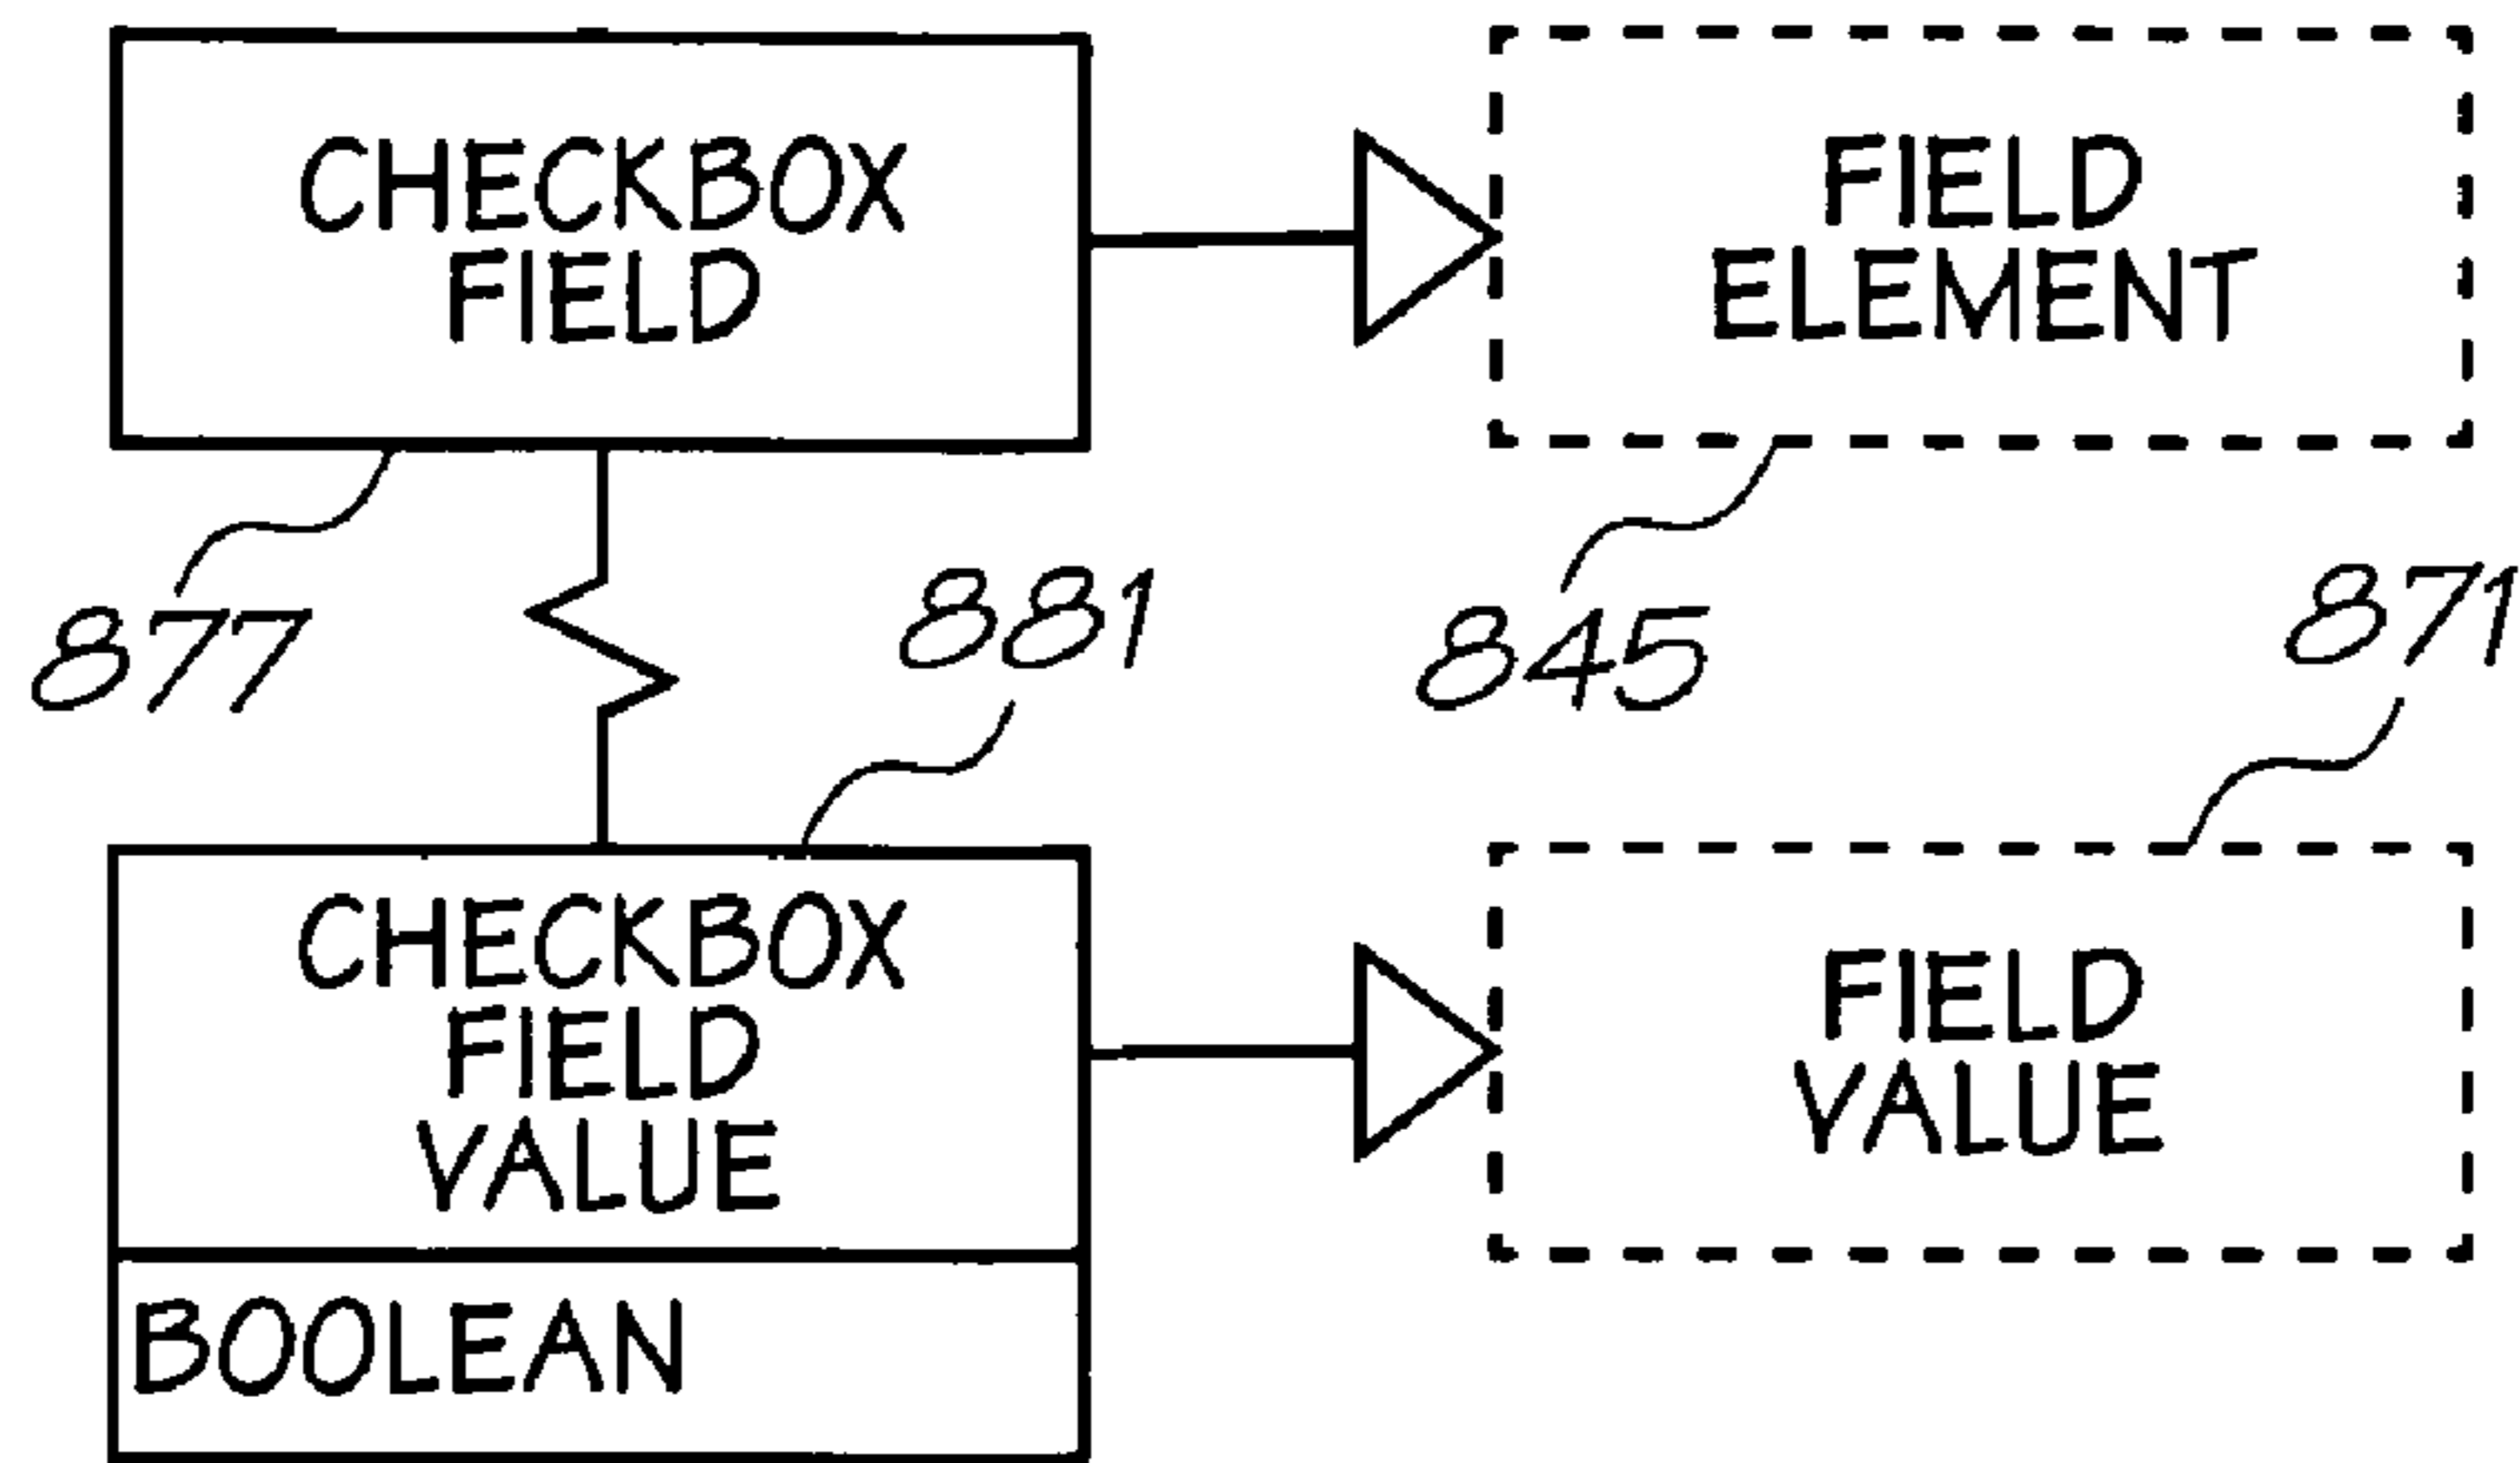 CHECKBOX
FIELD
FIELD
ELEMENT
877
881
845
871
CHECKBOX
FIELD
VALUE
FIELD
VALUE
BOOLEAN